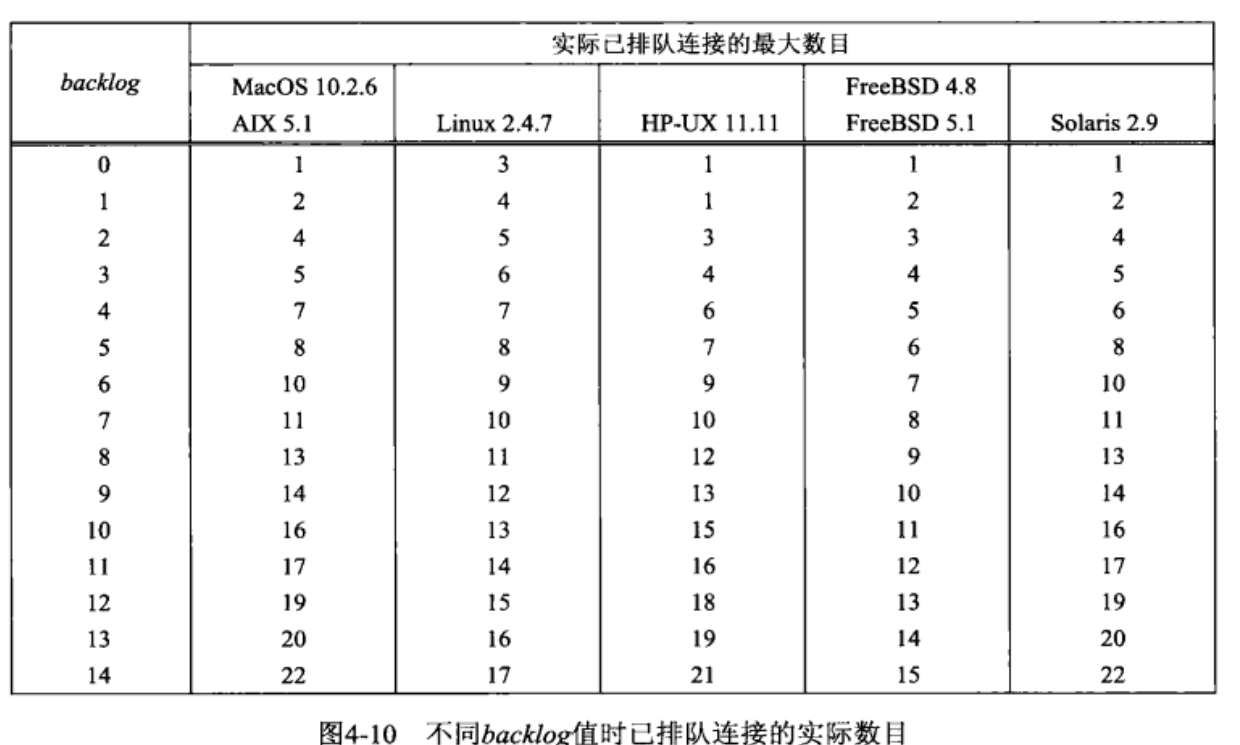 实际已排队连接的最大数目
backlog
MacOS 10.2.6 FreeBSD 4.8
AIX 5.1 Linux 2.4.7 HP-UX 11.11 FreeBSD 5.1 Solaris 2.9
0 1 3 1 1 1
1 2 4 1 2 2
2 4 5 3 3 4
3 5 6 4 4 5
4 7 7 6 5 6
5 8 8 7 6 8
6 10 9 9 7 10
7 11 10 10 8 11
8 13 11 12 9 13
9 14 12 13 10 14
10 16 13 15 11 16
11 17 14 16 12 17
12 19 15 18 13 19
13 20 16 19 14 20
14 22 17 21 15 22
图4-10 不同backlog值时已排队连接的实际数目